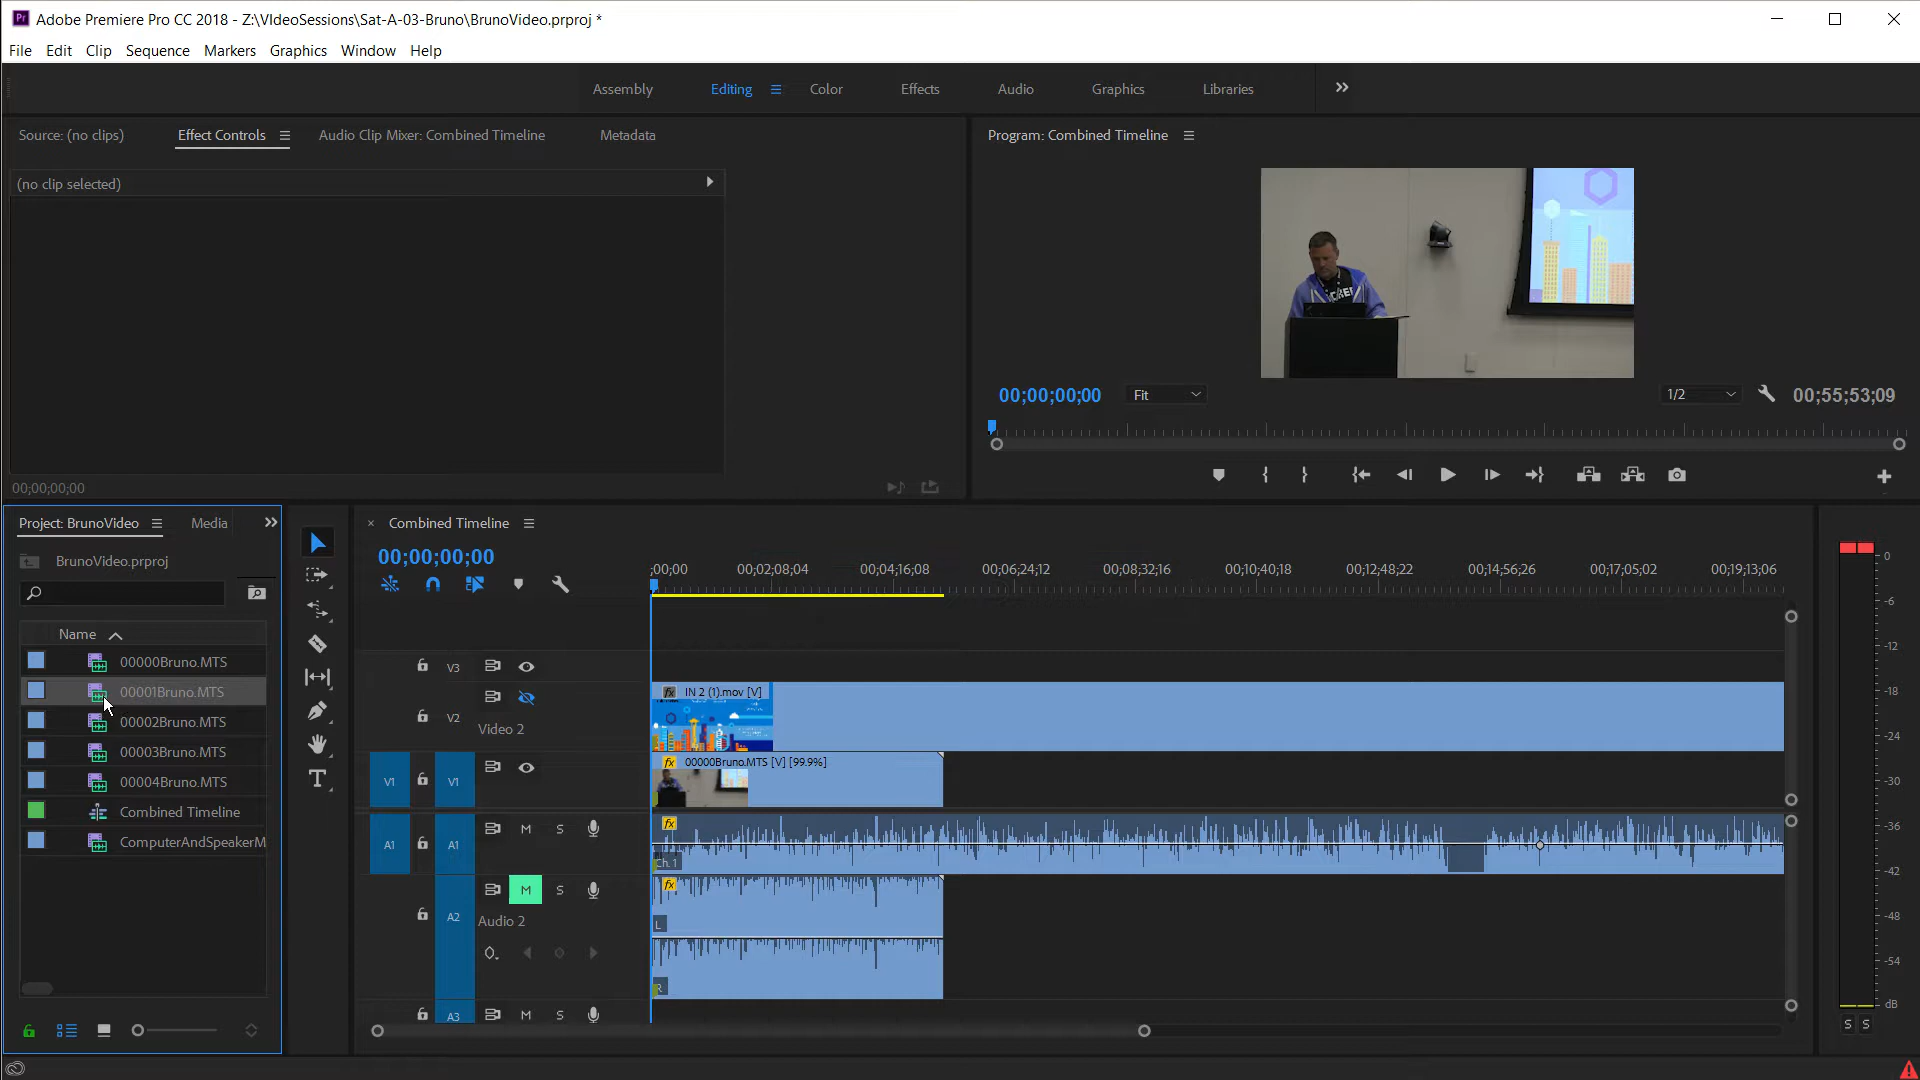 Adobe Premiere Pro CC 2018 - Z:\VIdeoSessions\Sat-A-03-Bruno\BrunoVideo.prproj *
File Edit Clip Sequence Markers Graphics Window Help
Assembly Editing Color Effects Audio Graphics Libraries
Source: (no clips) Effect Controls Audio Clip Mixer: Combined Timeline Metadata
Program: Combined Timeline
(no clip selected)
00;00;00;00 Fit 1/2 00;55;53;09
00;00;00;00
Project: BrunoVideo Media
BrunoVideo.prproj
Name
00000Bruno.MTS
00001Bruno.MTS
00002Bruno.MTS
00003Bruno.MTS
00004Bruno.MTS
Combined Timeline
ComputerAndSpeakerM
Combined Timeline
00;00;00;00
;00;00 00;02;08;04 00;04;16;08 00;06;24;12 00;08;32;16 00;10;40;18 00;12;48;22 00;14;56;26 00;17;05;02 00;19;13;06
V3
V2 Video 2
fx IN 2 (1).mov [V]
V1 V1
fx 00000Bruno.MTS [V] [99.9%]
A1 A1 M S
fx
Ch. 1
A2 M S
Audio 2
fx
L
R
A3 M S
0
-6
-12
-18
-24
-30
-36
-42
-48
-54
dB
S S